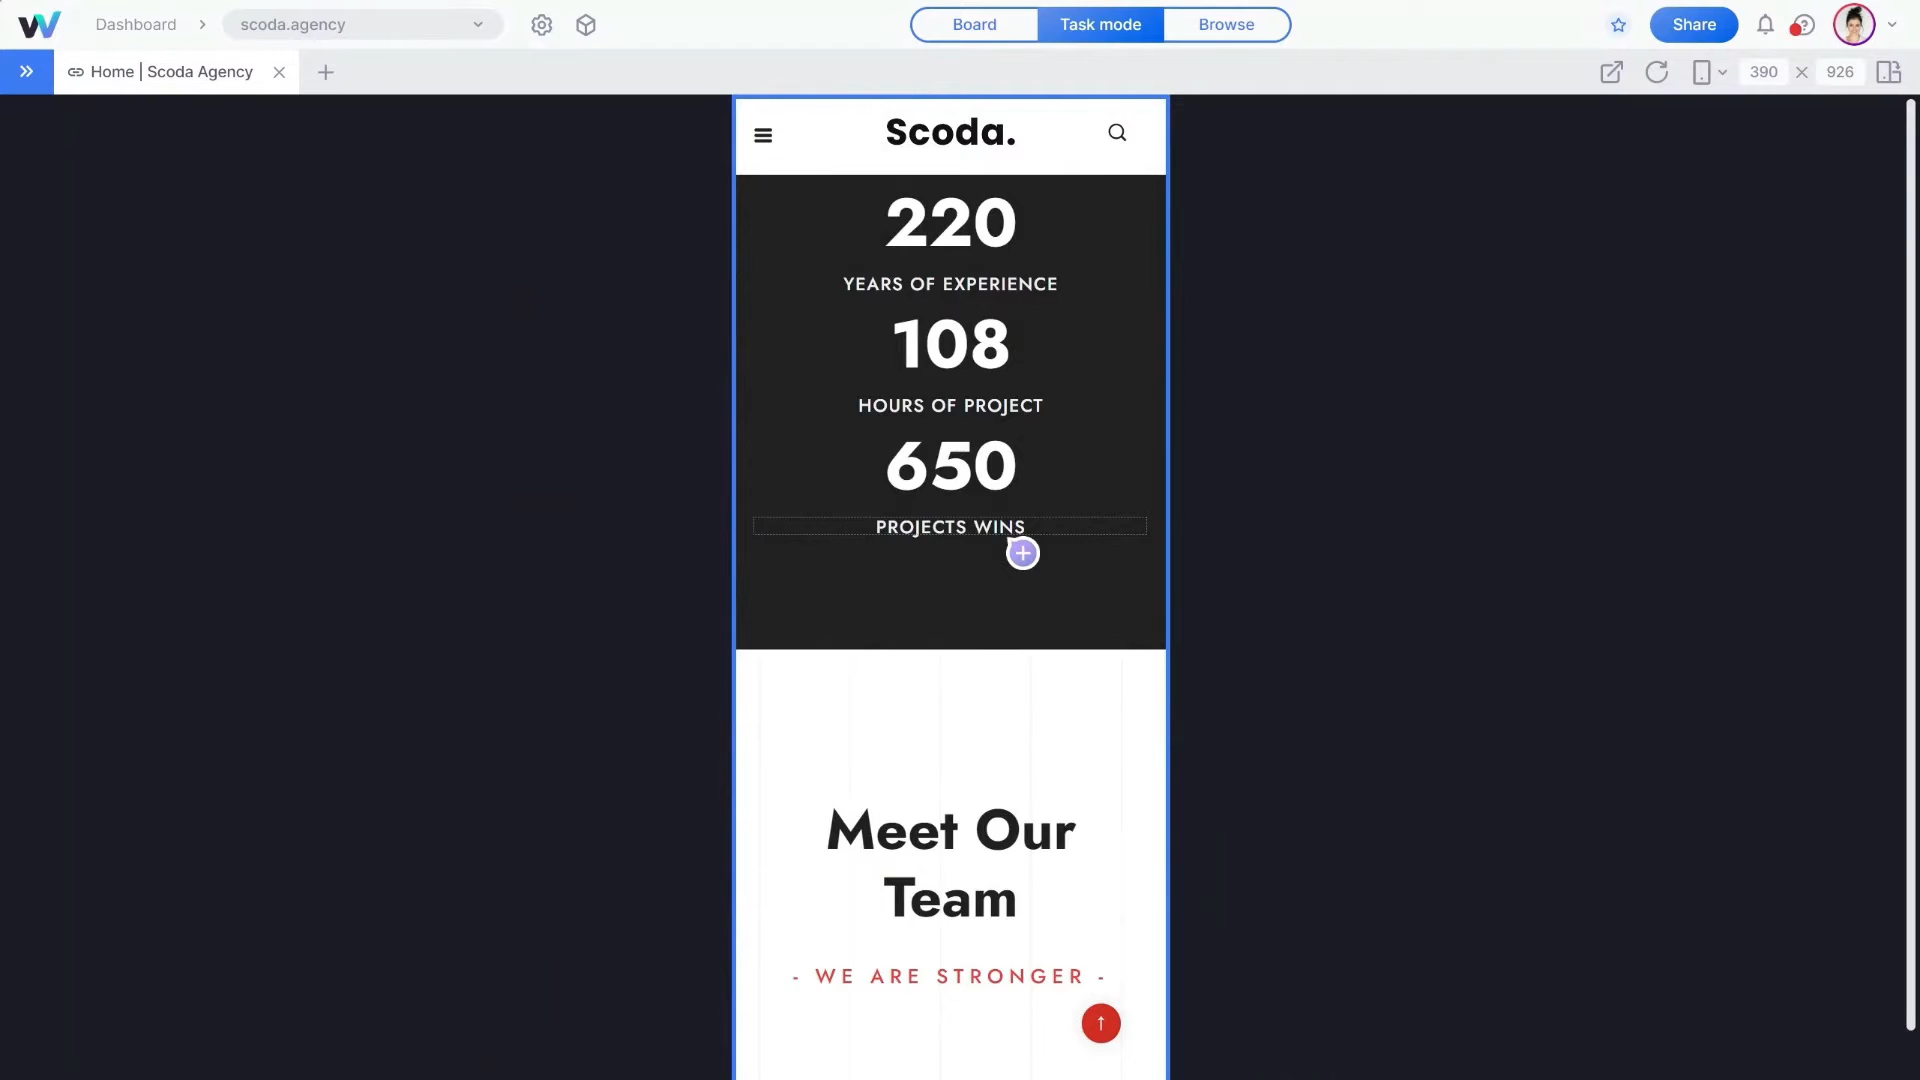 Dashboard
scoda.agency
Board
Task mode
Browse
Share
Home | Scoda Agency
390 × 926
Scoda.
220
YEARS OF EXPERIENCE
108
HOURS OF PROJECT
650
PROJECTS WINS
Meet Our
Team
- WE ARE STRONGER -